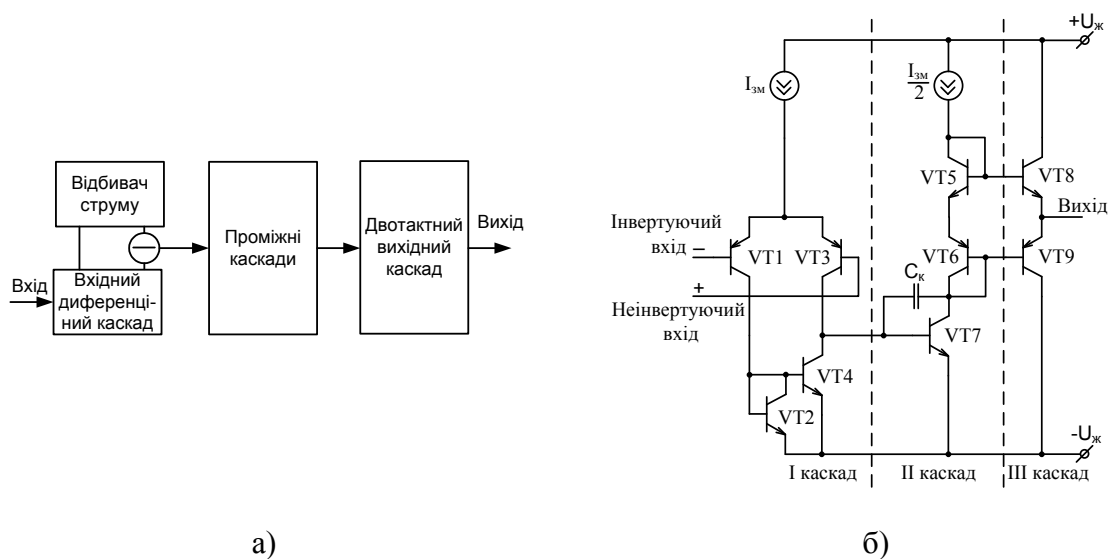 Відбивач
струму
Вхід
Вхідний
диференці-
йний каскад
Проміжні
каскади
Двотактний
вихідний
каскад
Вихід
а)
+Uж
Iзм
Iзм
2
VT5
VT8
Інвертуючий
вхід
–
VT1
VT3
+
Неінвертуючий
вхід
Вихід
VT6
VT9
Cк
VT7
VT4
VT2
-Uж
I каскад
II каскад
III каскад
б)